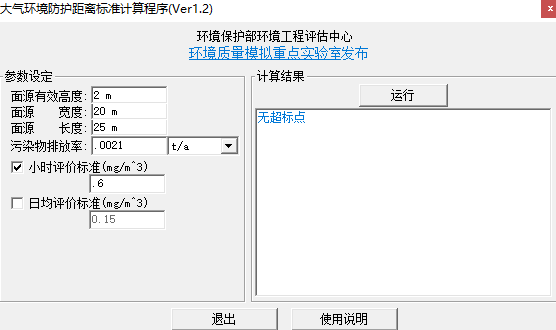 大气环境防护距离标准计算程序(Ver1.2)
x
环境保护部环境工程评估中心
环境质量模拟重点实验室发布
参数设定
面源有效高度: 2 m
面源 宽度: 20 m
面源 长度: 25 m
污染物排放率: .0021 t/a
小时评价标准(mg/m^3)
.6
日均评价标准(mg/m^3)
0.15
计算结果
运行
无超标点
退出
使用说明